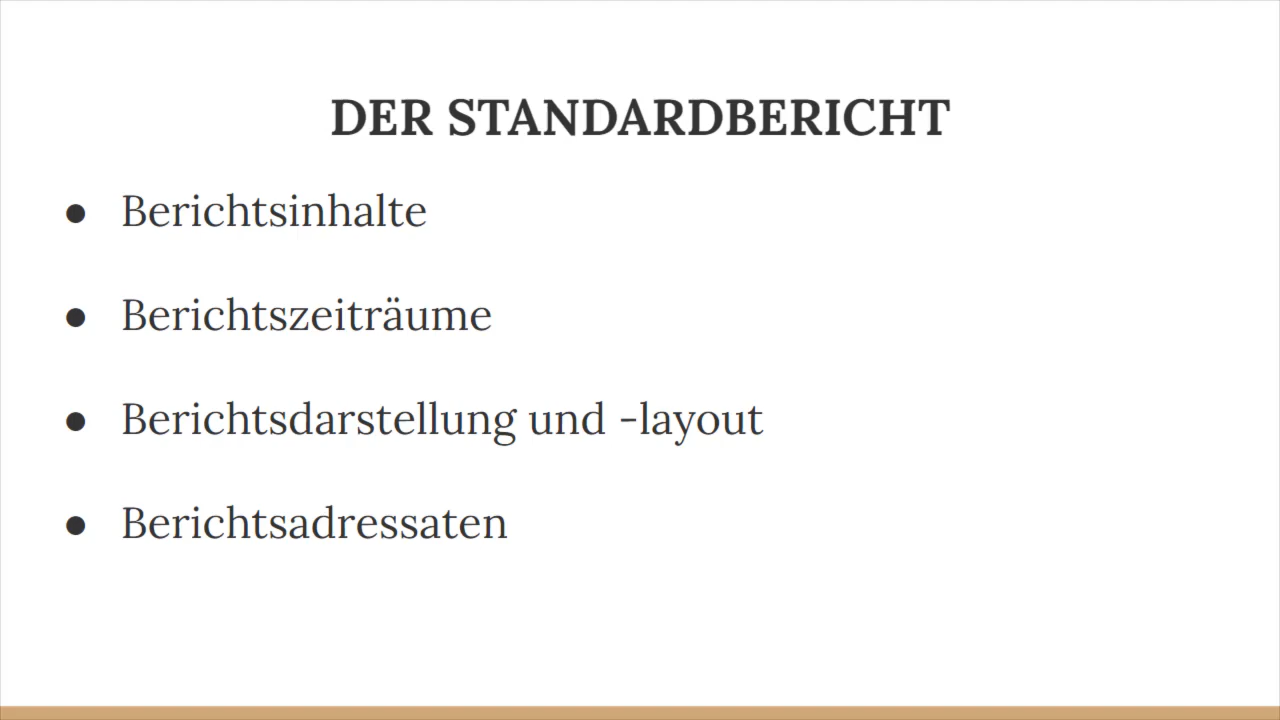 DER STANDARDBERICHT
● Berichtsinhalte
● Berichtszeiträume
● Berichtsdarstellung und -layout
● Berichtsadressaten